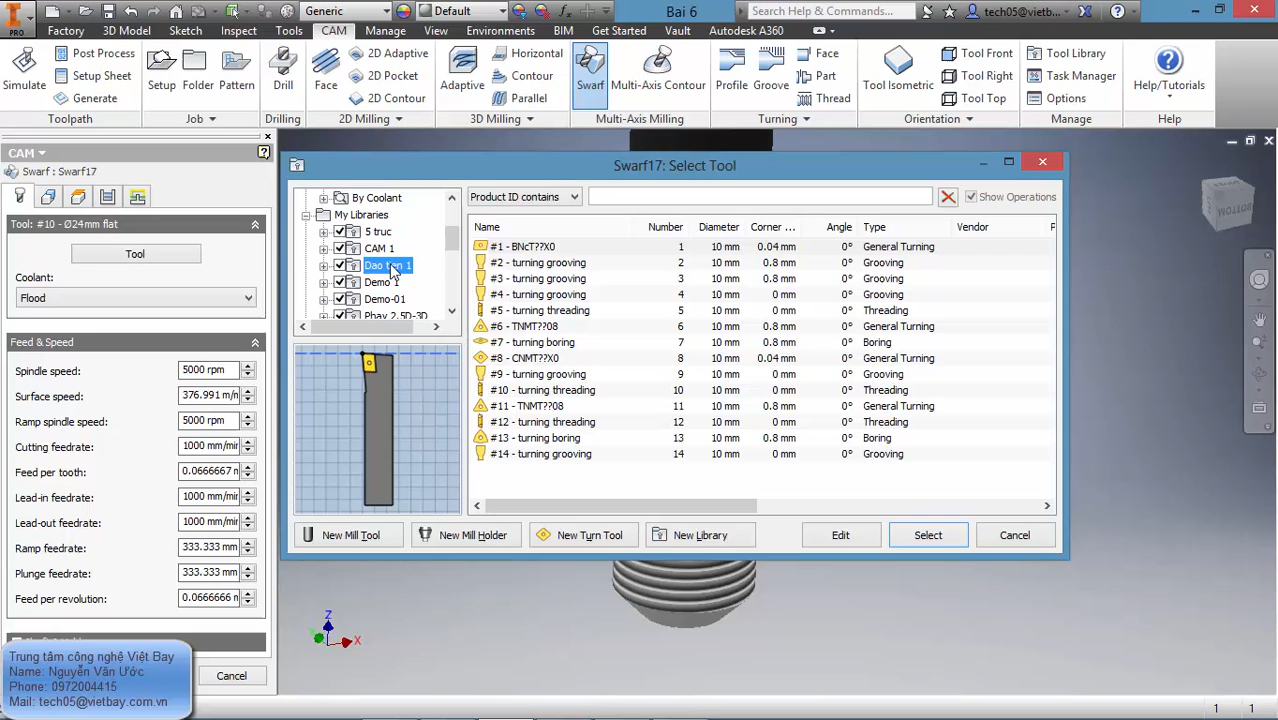 Generic
Default
Bai 6
Search Help & Commands...
tech05@vietb...
PRO
Factory
3D Model
Sketch
Inspect
Tools
CAM
Manage
View
Environments
BIM
Get Started
Vault
Autodesk A360
Simulate
Post Process
Setup Sheet
Generate
Toolpath
Setup
Folder
Pattern
Job
Drill
Drilling
Face
2D Adaptive
2D Pocket
2D Contour
2D Milling
Adaptive
Horizontal
Contour
Parallel
3D Milling
Swarf
Multi-Axis Contour
Multi-Axis Milling
Profile
Groove
Face
Part
Thread
Turning
Tool Isometric
Tool Front
Tool Right
Tool Top
Orientation
Tool Library
Task Manager
Options
Manage
Help/Tutorials
Help
CAM
Swarf : Swarf17
Tool: #10 - Ø24mm flat
Tool
Coolant:
Flood
Feed & Speed
Spindle speed: 5000 rpm
Surface speed: 376.991 m/n
Ramp spindle speed: 5000 rpm
Cutting feedrate: 1000 mm/min
Feed per tooth: 0.0666667 m
Lead-in feedrate: 1000 mm/min
Lead-out feedrate: 1000 mm/min
Ramp feedrate: 333.333 mm
Plunge feedrate: 333.333 mm
Feed per revolution: 0.0666666 r
Cancel
Trung tâm công nghệ Việt Bay
Name: Nguyễn Văn Ước
Phone: 0972004415
Mail: tech05@vietbay.com.vn
Swarf17: Select Tool
By Coolant
My Libraries
5 truc
CAM 1
Demo 1
Demo-01
Phay 2.5D-3D
Product ID contains
Show Operations
Name Number Diameter Corner ... Angle Type Vendor P
#1 - BNcT??X0 1 10 mm 0.04 mm 0° General Turning
#2 - turning grooving 2 10 mm 0.8 mm 0° Grooving
#3 - turning grooving 3 10 mm 0.8 mm 0° Grooving
#4 - turning grooving 4 10 mm 0 mm 0° Grooving
#5 - turning threading 5 10 mm 0 mm 0° Threading
#6 - TNMT??08 6 10 mm 0.8 mm 0° General Turning
#7 - turning boring 7 10 mm 0.8 mm 0° Boring
#8 - CNMT??X0 8 10 mm 0.04 mm 0° General Turning
#9 - turning grooving 9 10 mm 0 mm 0° Grooving
#10 - turning threading 10 10 mm 0 mm 0° Threading
#11 - TNMT??08 11 10 mm 0.8 mm 0° General Turning
#12 - turning threading 12 10 mm 0 mm 0° Threading
#13 - turning boring 13 10 mm 0.8 mm 0° Boring
#14 - turning grooving 14 10 mm 0 mm 0° Grooving
New Mill Tool
New Mill Holder
New Turn Tool
New Library
Edit
Select
Cancel
Z
X
BOTTOM
1 1